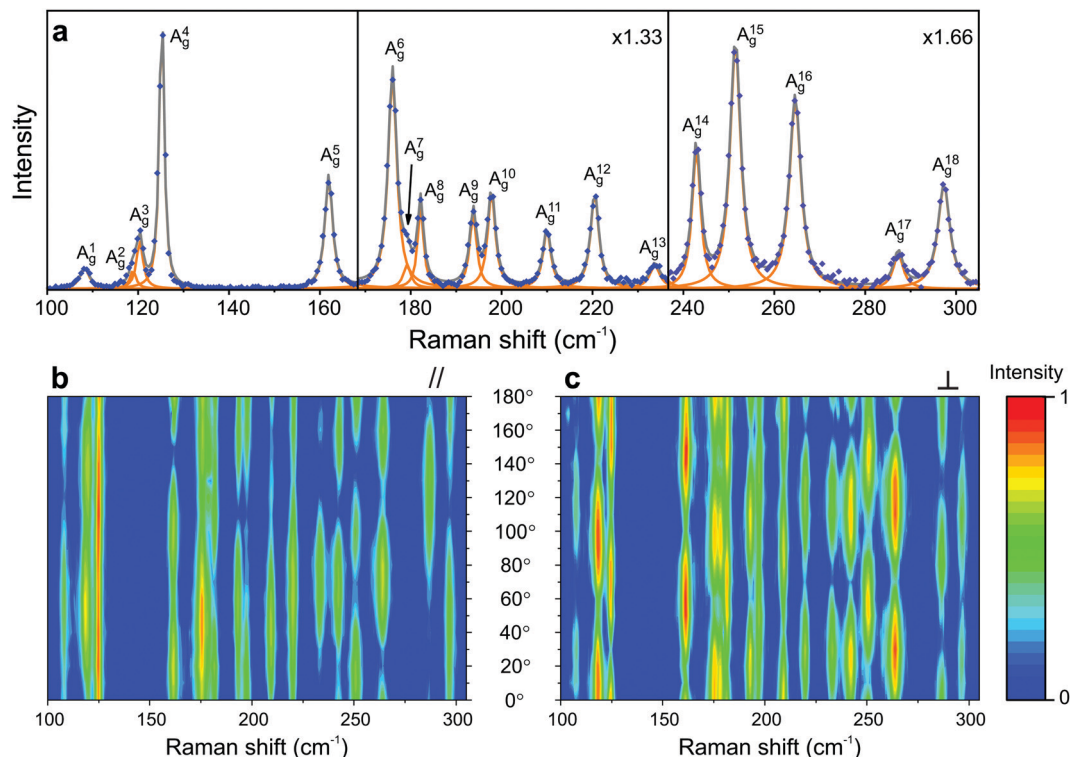 a
x1.33
x1.66
A_g^1
A_g^2
A_g^3
A_g^4
A_g^5
A_g^6
A_g^7
A_g^8
A_g^9
A_g^10
A_g^11
A_g^12
A_g^13
A_g^14
A_g^15
A_g^16
A_g^17
A_g^18
Intensity
100 120 140 160 180 200 220 240 260 280 300
Raman shift (cm⁻¹)
b //
180°
160°
140°
120°
100°
80°
60°
40°
20°
0°
100 150 200 250 300
Raman shift (cm⁻¹)
c ⊥
100 150 200 250 300
Raman shift (cm⁻¹)
Intensity
1
0